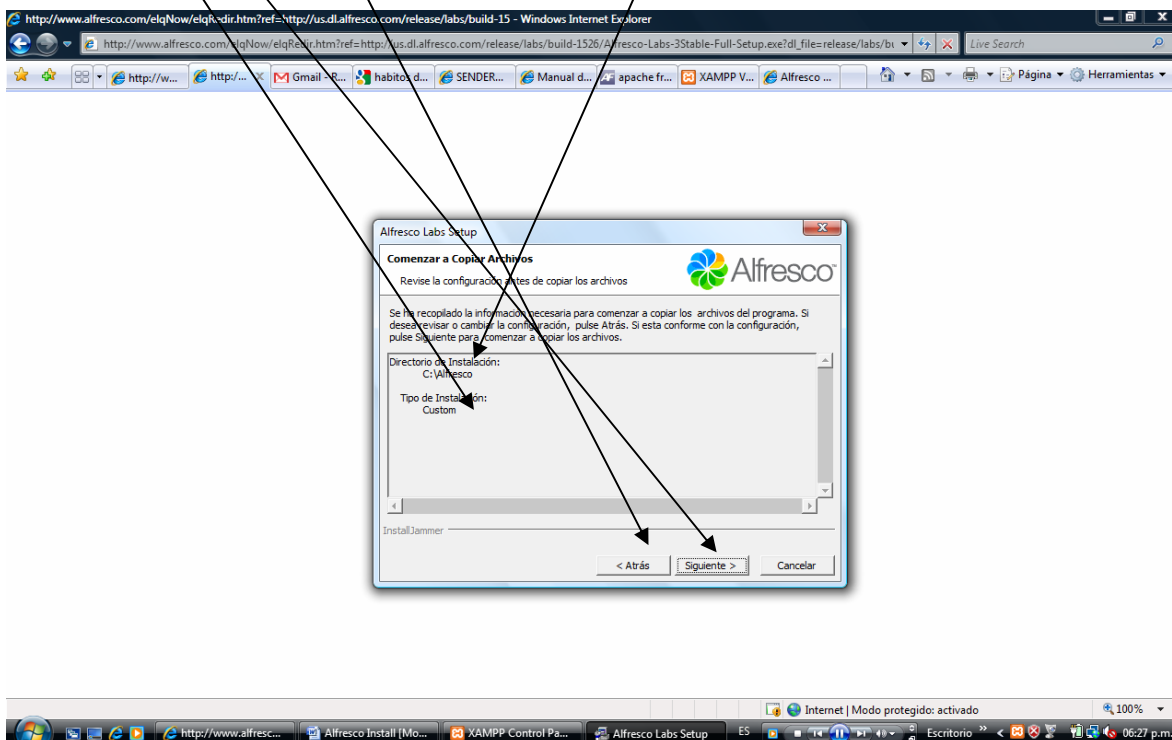 http://www.alfresco.com/elqNow/elqRedir.htm?ref=http://us.dl.alfresco.com/release/labs/build-15 - Windows Internet Explorer
http://www.alfresco.com/elqNow/elqRedir.htm?ref=http://us.dl.alfresco.com/release/labs/build-1526/Alfresco-Labs-3Stable-Full-Setup.exe?dl_file=release/labs/bu
Live Search
http://w...
http:/...
Gmail - R...
habitos d...
SENDER...
Manual d...
apache fr...
XAMPP V...
Alfresco ...
Página
Herramientas
Alfresco Labs Setup
Comenzar a Copiar Archivos
Revise la configuración antes de copiar los archivos
Alfresco
Se ha recopilado la información necesaria para comenzar a copiar los archivos del programa. Si
desea revisar o cambiar la configuración, pulse Atrás. Si esta conforme con la configuración,
pulse Siguiente para comenzar a copiar los archivos.
Directorio de Instalación:
C:\Alfresco
Tipo de Instalación:
Custom
InstallJammer
< Atrás
Siguiente >
Cancelar
Internet | Modo protegido: activado
100%
http://www.alfresc...
Alfresco Install [Mo...
XAMPP Control Pa...
Alfresco Labs Setup
ES
Escritorio
06:27 p.m.